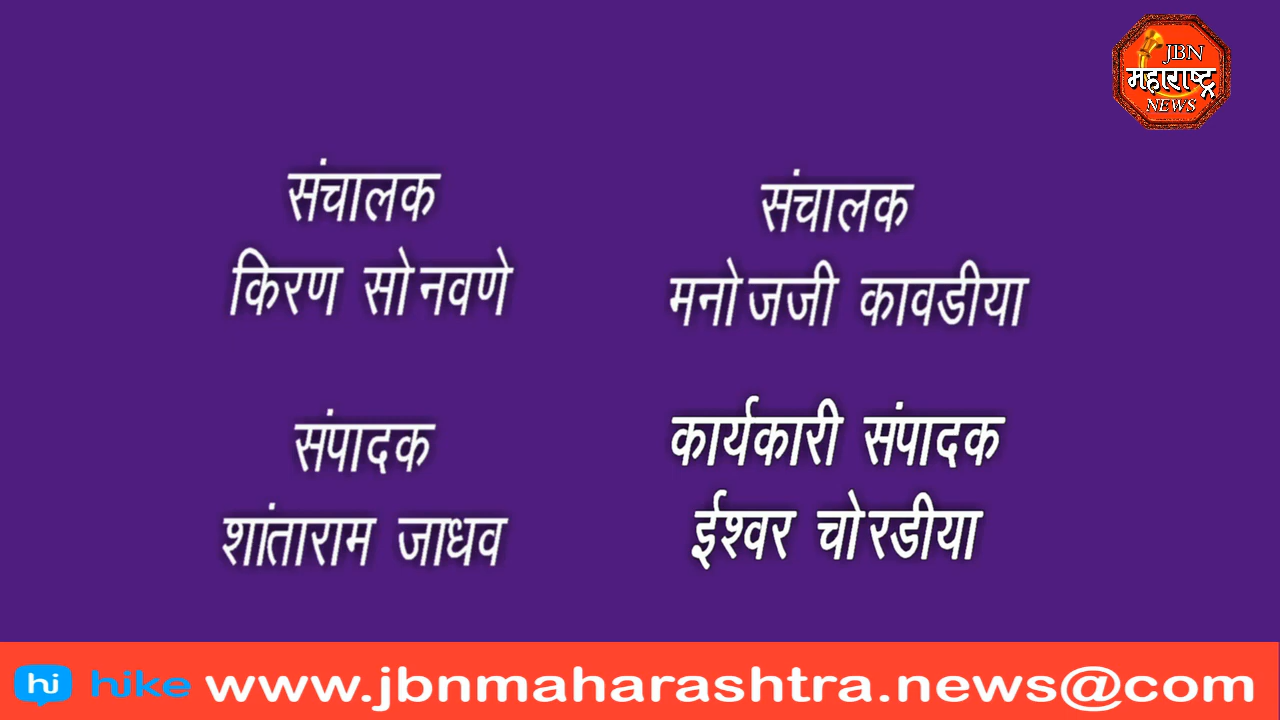 JBN
महाराष्ट्र
NEWS
संचालक
किरण सोनवणे
संचालक
मनोजजी कावडीया
संपादक
शांताराम जाधव
कार्यकारी संपादक
ईश्वर चोरडीया
hi hike www.jbnmaharashtra.news@com